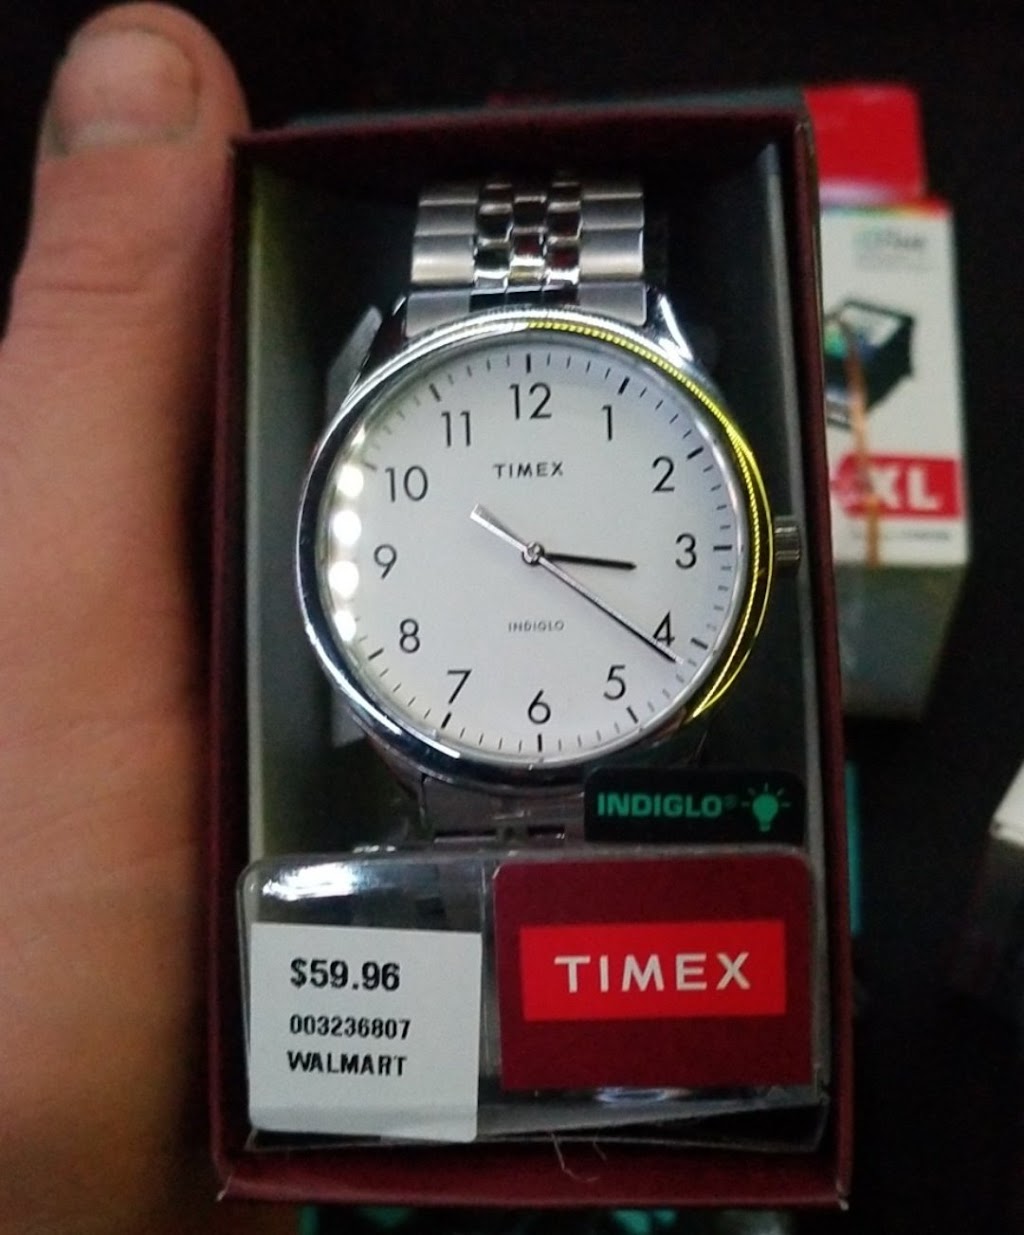 12
11
1
10
2
TIMEX
9
3
8
4
INDIGLO
7
5
6
XL
INDIGLO®
$59.96
003236807
WALMART
TIMEX